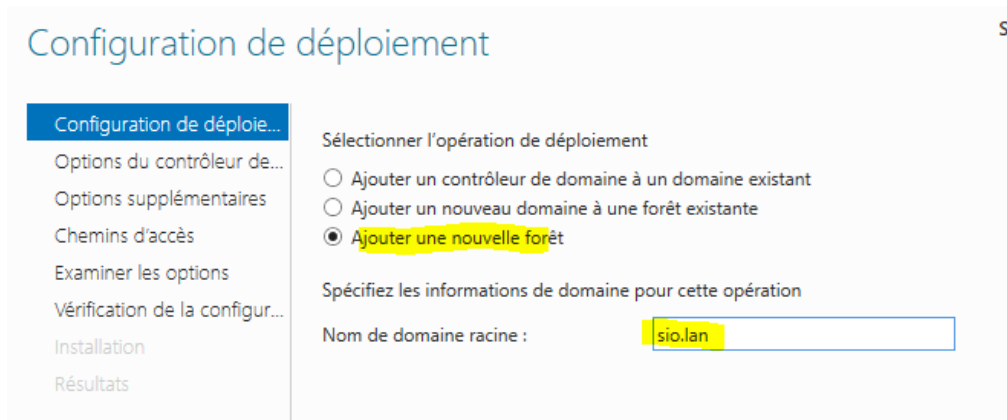 Configuration de déploiement
S
Configuration de déploie...
Options du contrôleur de...
Options supplémentaires
Chemins d'accès
Examiner les options
Vérification de la configur...
Installation
Résultats
Sélectionner l'opération de déploiement
Ajouter un contrôleur de domaine à un domaine existant
Ajouter un nouveau domaine à une forêt existante
Ajouter une nouvelle forêt
Spécifiez les informations de domaine pour cette opération
Nom de domaine racine : sio.lan